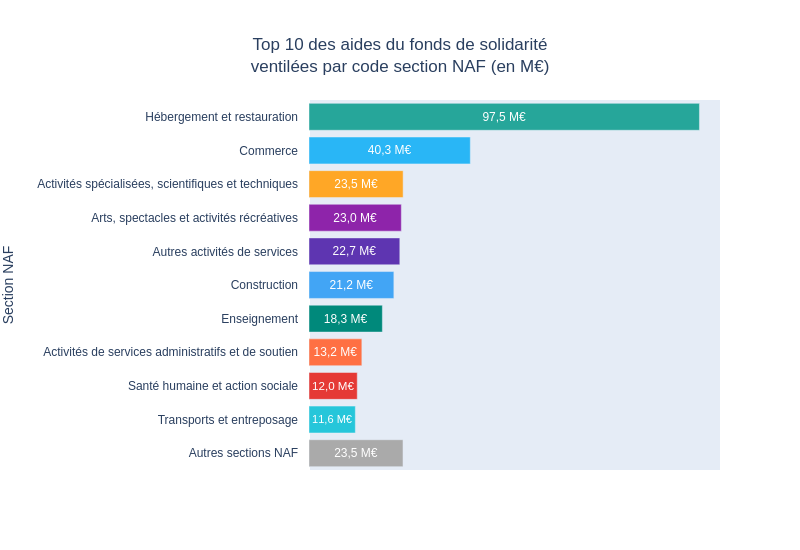 Top 10 des aides du fonds de solidarité
ventilées par code section NAF (en M€)
Section NAF
Hébergement et restauration 97,5 M€
Commerce 40,3 M€
Activités spécialisées, scientifiques et techniques 23,5 M€
Arts, spectacles et activités récréatives 23,0 M€
Autres activités de services 22,7 M€
Construction 21,2 M€
Enseignement 18,3 M€
Activités de services administratifs et de soutien 13,2 M€
Santé humaine et action sociale 12,0 M€
Transports et entreposage 11,6 M€
Autres sections NAF 23,5 M€